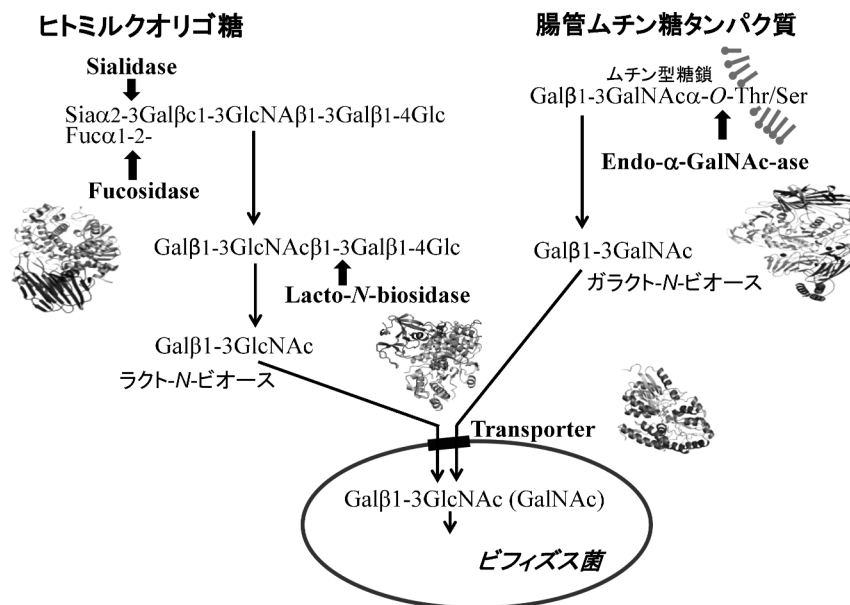 ヒトミルクオリゴ糖
Sialidase
Siaα2-3Galβc1-3GlcNAβ1-3Galβ1-4Glc
Fucα1-2-
Fucosidase
Galβ1-3GlcNAcβ1-3Galβ1-4Glc
Lacto-N-biosidase
Galβ1-3GlcNAc
ラクト-N-ビオース
腸管ムチン糖タンパク質
ムチン型糖鎖
Galβ1-3GalNAcα-O-Thr/Ser
Endo-α-GalNAc-ase
Galβ1-3GalNAc
ガラクト-N-ビオース
Transporter
Galβ1-3GlcNAc (GalNAc)
ビフィズス菌